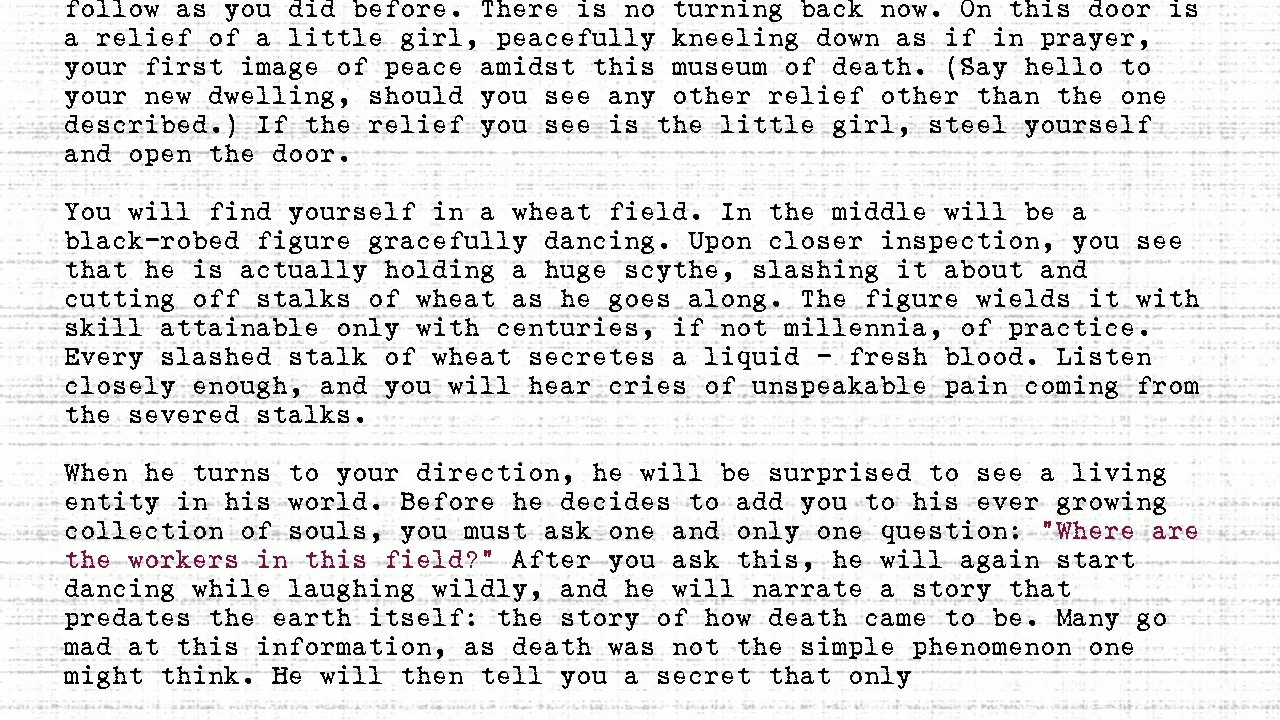 follow as you did before. There is no turning back now. On this door is
a relief of a little girl, peacefully kneeling down as if in prayer,
your first image of peace amidst this museum of death. (Say hello to
your new dwelling, should you see any other relief other than the one
described.) If the relief you see is the little girl, steel yourself
and open the door.
You will find yourself in a wheat field. In the middle will be a
black-robed figure gracefully dancing. Upon closer inspection, you see
that he is actually holding a huge scythe, slashing it about and
cutting off stalks of wheat as he goes along. The figure wields it with
skill attainable only with centuries, if not millennia, of practice.
Every slashed stalk of wheat secretes a liquid - fresh blood. Listen
closely enough, and you will hear cries of unspeakable pain coming from
the severed stalks.
When he turns to your direction, he will be surprised to see a living
entity in his world. Before he decides to add you to his ever growing
collection of souls, you must ask one and only one question: "Where are
the workers in this field?" After you ask this, he will again start
dancing while laughing wildly, and he will narrate a story that
predates the earth itself: the story of how death came to be. Many go
mad at this information, as death was not the simple phenomenon one
might think. He will then tell you a secret that only